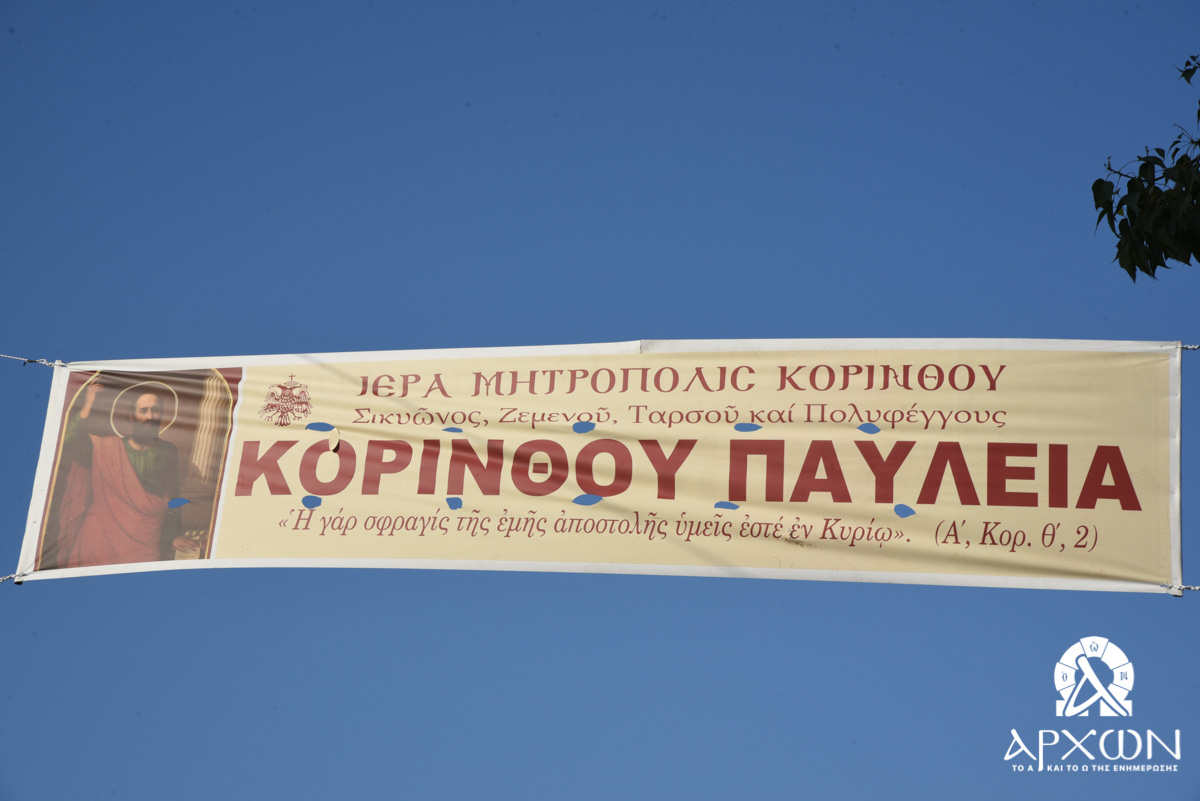 ΙΕΡΑ ΜΗΤΡΟΠΟΛΙϹ ΚΟΡΙΝΘΟΥ
Σικυῶνος, Ζεμενοῦ, Ταρσοῦ καί Πολυφέγγους
ΚΟΡΙΝΘΟΥ ΠΑΥΛΕΙΑ
«Ἡ γάρ σφραγίς τῆς ἐμῆς ἀποστολῆς ὑμεῖς ἐστέ ἐν Κυρίῳ». (Α΄, Κορ. θ΄, 2)
ὁ ὢ Ν
ΑΡΧΩΝ
ΤΟ Α ΚΑΙ ΤΟ Ω ΤΗΣ ΕΝΗΜΕΡΩΣΗΣ